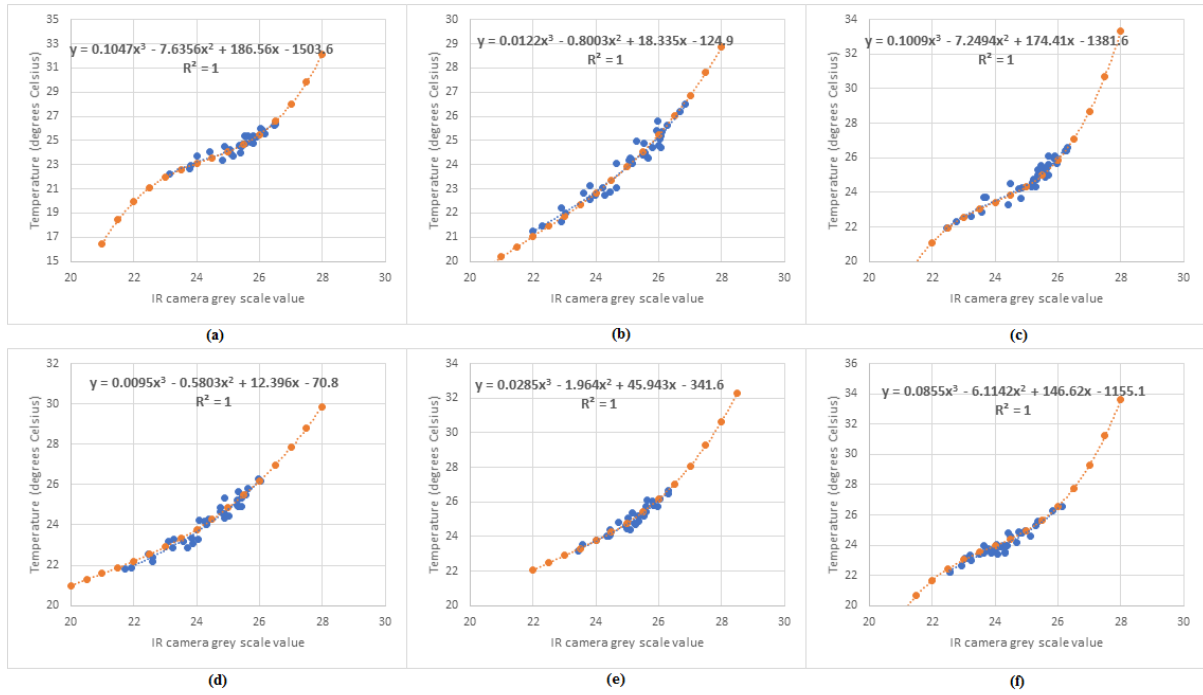 y = 0.1047x³ - 7.6356x² + 186.56x - 1503.6
R² = 1
35
33
31
29
27
25
23
21
19
17
15
20 22 24 26 28 30
Temperature (degrees Celsius)
IR camera grey scale value
(a)
y = 0.0122x³ - 0.8003x² + 18.335x - 124.9
R² = 1
30
29
28
27
26
25
24
23
22
21
20
20 22 24 26 28 30
Temperature (degrees Celsius)
IR camera grey scale value
(b)
y = 0.1009x³ - 7.2494x² + 174.41x - 1381.6
R² = 1
34
32
30
28
26
24
22
20
20 22 24 26 28 30
Temperature (degrees Celsius)
IR camera grey scale value
(c)
y = 0.0095x³ - 0.5803x² + 12.396x - 70.8
R² = 1
32
30
28
26
24
22
20
20 22 24 26 28 30
Temperature (degrees Celsius)
IR camera grey scale value
(d)
y = 0.0285x³ - 1.964x² + 45.943x - 341.6
R² = 1
34
32
30
28
26
24
22
20
20 22 24 26 28 30
Temperature (degrees Celsius)
IR camera grey scale value
(e)
y = 0.0855x³ - 6.1142x² + 146.62x - 1155.1
R² = 1
36
34
32
30
28
26
24
22
20
20 22 24 26 28 30
Temperature (degrees Celsius)
IR camera grey scale value
(f)